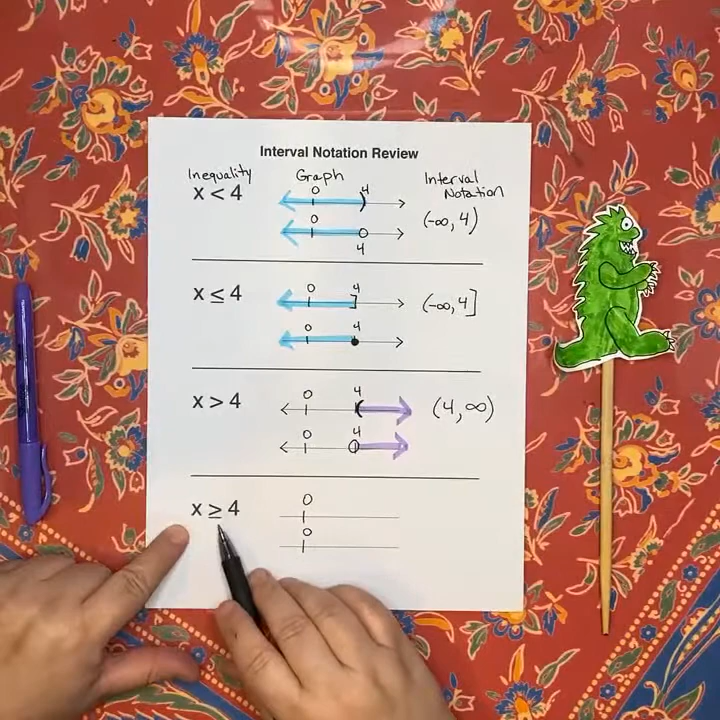 Interval Notation Review
Inequality Graph Interval Notation
x < 4
0 4
(-∞, 4)
0
4
x ≤ 4
0 4
(-∞, 4]
0 4
x > 4
0 4
(4, ∞)
0 4
x ≥ 4
0
0